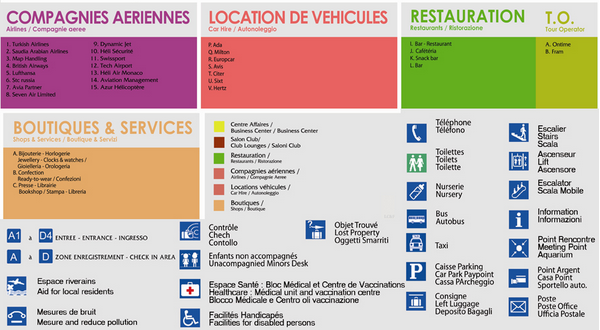 COMPAGNIES AERIENNES
Airlines / Compagnie aeree
1. Turkish Airlines
2. Saudia Arabian Airlines
3. Map Handling
4. British Airways
5. Lufthansa
6. Stc russia
7. Avia Partner
8. Seven Air Limited
9. Dynamic Jet
10. Héli Sécurité
11. Swissport
12. Tech Airport
13. Héli Air Monaco
14. Aviation Management
15. Azur Hélicoptère
LOCATION DE VEHICULES
Car Hire / Autonoleggio
P. Ada
Q. Milton
R. Europcar
S. Avis
T. Citer
U. Sixt
V. Hertz
RESTAURATION
Restaurants / Ristorazione
I. Bar - Restaurant
J. Cafétéria
K. Snack bar
L. Bar
T.O.
Tour Operator
A. Ontime
B. Fram
BOUTIQUES & SERVICES
Shops & Services / Boutique & Servizi
A. Bijouterie - Horlogerie
Jewellery - Clocks & watches /
Gioielleria - Orologeria
B. Confection
Ready-to-wear / Confezioni
C. Presse - Librairie
Bookshop / Stampa - Libreria
Centre Affaires /
Business Center / Business Center
Salon Club/
Club Lounges / Saloni Club
Restauration /
Restaurants / Ristorazione
Compagnies aériennes /
Airlines / Compagnie Aeree
Locations véhicules /
Car Hire / Autonoleggio
Boutiques /
Shops / Boutique
Téléphone
Teléfono
Toilettes
Toilets
Toilette
Nurserie
Nursery
Bus
Autobus
TAXI
Taxi
Caisse Parking
Car Park Paypoint
Cassa PArcheggio
Consigne
Left Luggage
Deposito Bagagli
Escalier
Stairs
Scala
Ascenseur
Lift
Ascensore
Escalator
Scala Mobile
Information
Informazioni
Point Rencontre
Meeting Point
Aquarium
Point Argent
Casa Point
Sportello auto.
Poste
Post Office
Ufficia Postale
A1 à D4 ENTREE - ENTRANCE - INGRESSO
A à D ZONE ENREGISTREMENT - CHECK IN AREA
Espace riverains
Aid for local residents
Mesures de bruit
Mesure and reduce pollution
Contrôle
Chech
Contollo
Objet Trouvé
Lost Property
Oggetti Smarriti
Enfants non accompagnés
Unacompagnied Minors Desk
Espace Santé : Bloc Médical et Centre de Vaccinations
Healthcare : Médical unit and vaccination centre
Blocco Médicale e Centro oli vaccinazione
Facilités Handicapés
Facilities for disabled persons